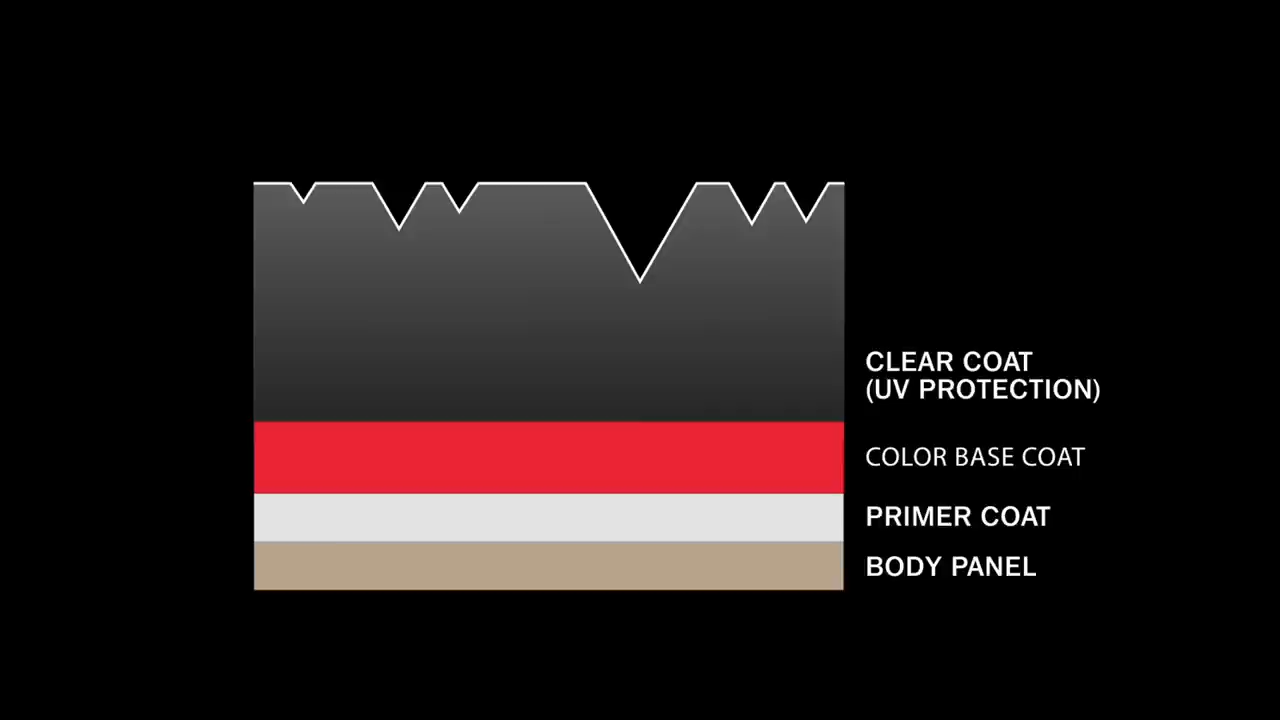 CLEAR COAT
(UV PROTECTION)
COLOR BASE COAT
PRIMER COAT
BODY PANEL